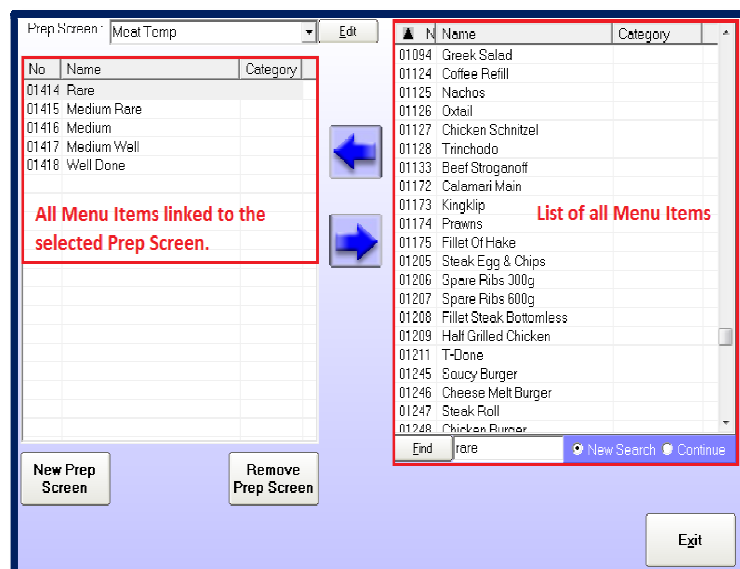 Prep Screen: Meat Temp Edit
No Name Category
01414 Rare
01415 Medium Rare
01416 Medium
01417 Medium Well
01418 Well Done
All Menu Items linked to the
selected Prep Screen.
New Prep
Screen
Remove
Prep Screen
N Name Category
01094 Greek Salad
01124 Coffee Refill
01125 Nachos
01126 Oxtail
01127 Chicken Schnitzel
01128 Trinchodo
01133 Beef Stroganoff
01172 Calamari Main
01173 Kingklip
01174 Prawns
01175 Fillet Of Hake
01205 Steak Egg & Chips
01206 Spare Ribs 300g
01207 Spare Ribs 600g
01208 Fillet Steak Bottomless
01209 Half Grilled Chicken
01211 T-Bone
01245 Saucy Burger
01246 Cheese Melt Burger
01247 Steak Roll
01248 Chicken Burger
List of all Menu Items
Find rare New Search Continue
Exit